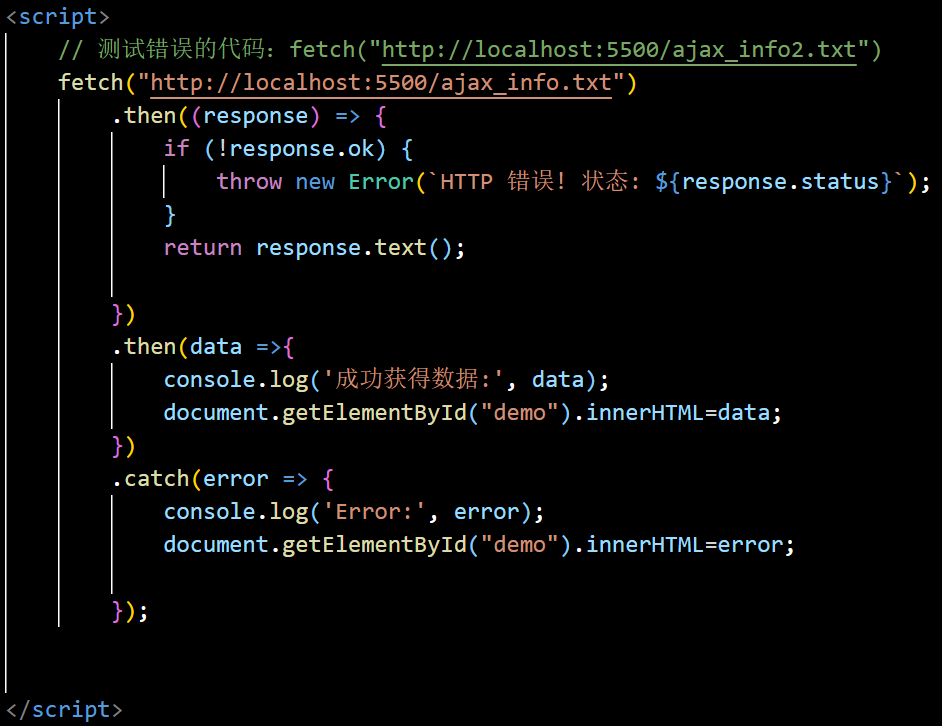 <script>
// 测试错误的代码：fetch("http://localhost:5500/ajax_info2.txt")
fetch("http://localhost:5500/ajax_info.txt")
.then((response) => {
if (!response.ok) {
throw new Error(`HTTP 错误! 状态: ${response.status}`);
}
return response.text();
})
.then(data =>{
console.log('成功获得数据:', data);
document.getElementById("demo").innerHTML=data;
})
.catch(error => {
console.log('Error:', error);
document.getElementById("demo").innerHTML=error;
});
</script>